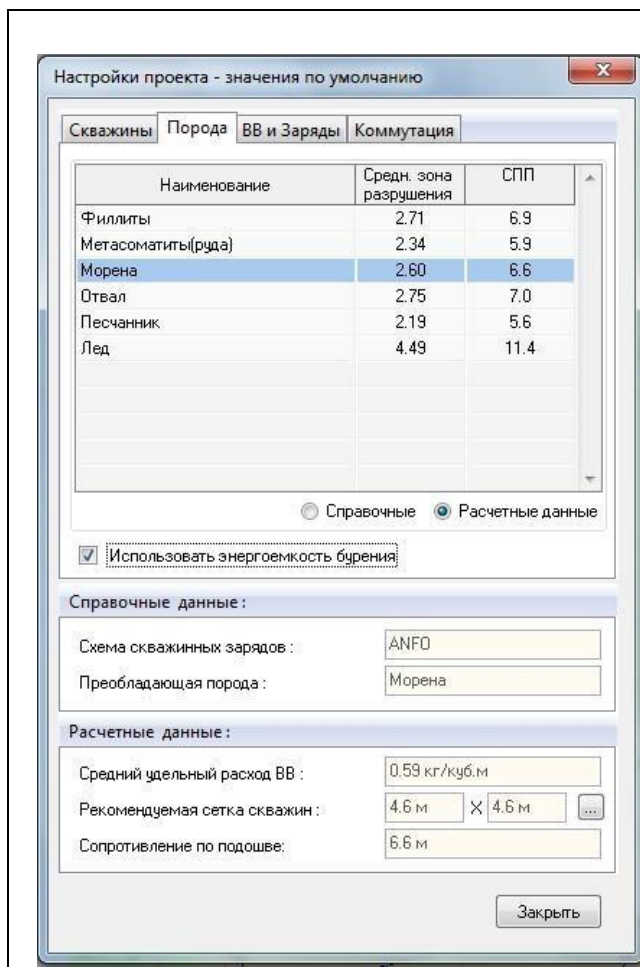 Настройки проекта - значения по умолчанию
Скважины Порода ВВ и Заряды Коммутация
Наименование Средн. зона разрушения СПП
Филлиты 2.71 6.9
Метасоматиты(руда) 2.34 5.9
Морена 2.60 6.6
Отвал 2.75 7.0
Песчанник 2.19 5.6
Лед 4.49 11.4
Справочные Расчетные данные
Использовать энергоемкость бурения
Справочные данные :
Схема скважинных зарядов : ANFO
Преобладающая порода : Морена
Расчетные данные :
Средний удельный расход ВВ : 0.59 кг/куб.м
Рекомендуемая сетка скважин : 4.6 м X 4.6 м ...
Сопротивление по подошве: 6.6 м
Закрыть